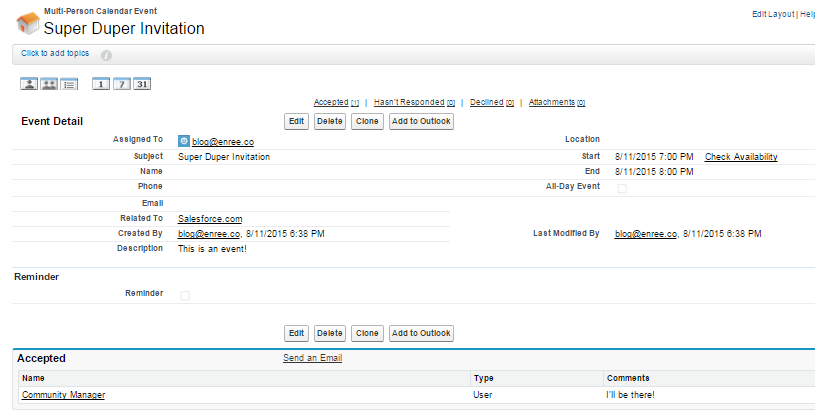 Multi-Person Calendar Event
Edit Layout | Help
Super Duper Invitation
Click to add topics i
1 7 31
Accepted [1] | Hasn't Responded [0] | Declined [0] | Attachments [0]
Event Detail Edit Delete Clone Add to Outlook
Assigned To blog@enree.co Location
Subject Super Duper Invitation Start 8/11/2015 7:00 PM Check Availability
Name End 8/11/2015 8:00 PM
Phone All-Day Event
Email
Related To Salesforce.com
Created By blog@enree.co, 8/11/2015 6:38 PM Last Modified By blog@enree.co, 8/11/2015 6:38 PM
Description This is an event!
Reminder
Reminder
Edit Delete Clone Add to Outlook
Accepted Send an Email
Name Type Comments
Community Manager User I'll be there!